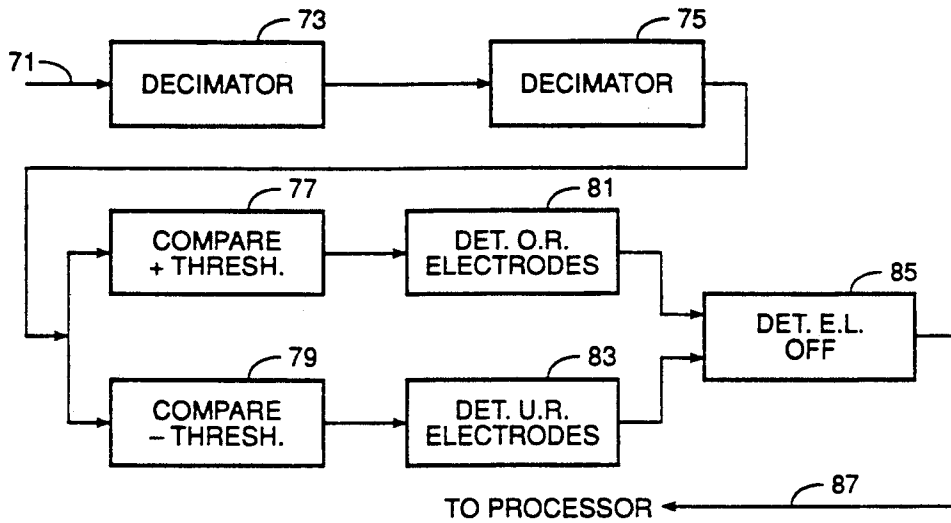 73
75
71
DECIMATOR
DECIMATOR
77
81
COMPARE
+ THRESH.
DET. O.R.
ELECTRODES
85
DET. E.L.
OFF
79
83
COMPARE
– THRESH.
DET. U.R.
ELECTRODES
87
TO PROCESSOR